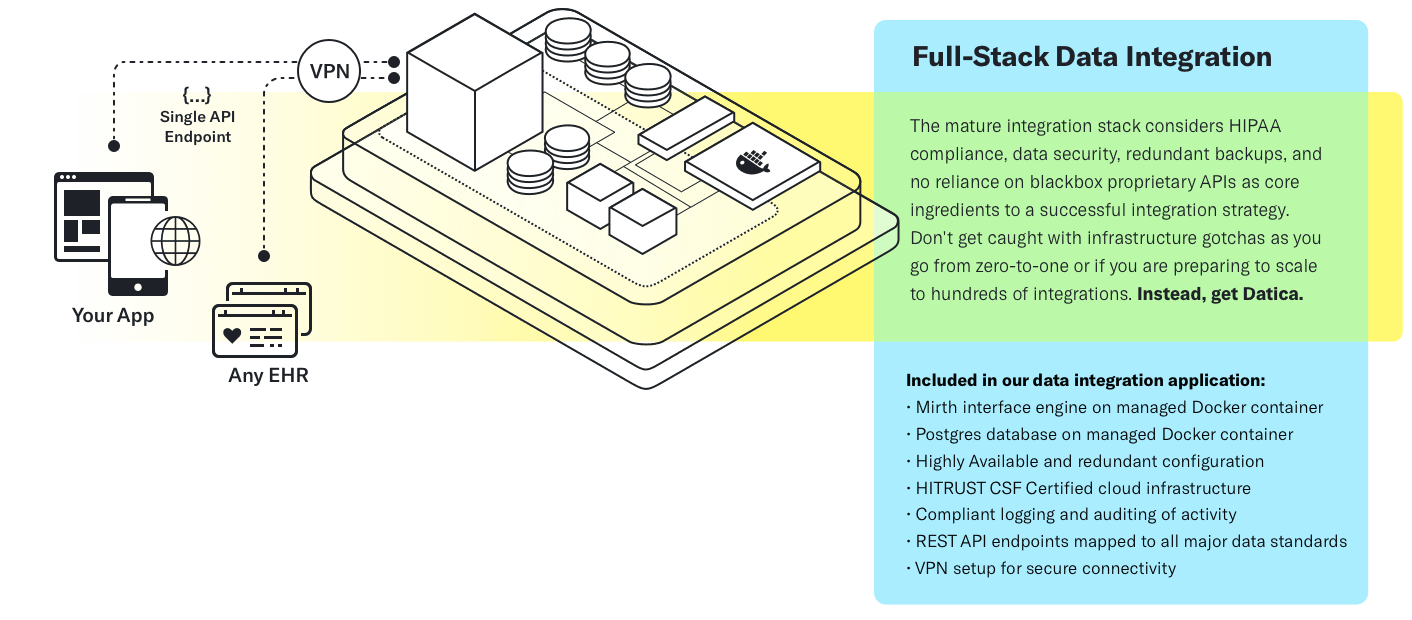 VPN
{...}
Single API
Endpoint
Your App
Any EHR
Full-Stack Data Integration
The mature integration stack considers HIPAA
compliance, data security, redundant backups, and
no reliance on blackbox proprietary APIs as core
ingredients to a successful integration strategy.
Don't get caught with infrastructure gotchas as you
go from zero-to-one or if you are preparing to scale
to hundreds of integrations. Instead, get Datica.
Included in our data integration application:
· Mirth interface engine on managed Docker container
· Postgres database on managed Docker container
· Highly Available and redundant configuration
· HITRUST CSF Certified cloud infrastructure
· Compliant logging and auditing of activity
· REST API endpoints mapped to all major data standards
· VPN setup for secure connectivity